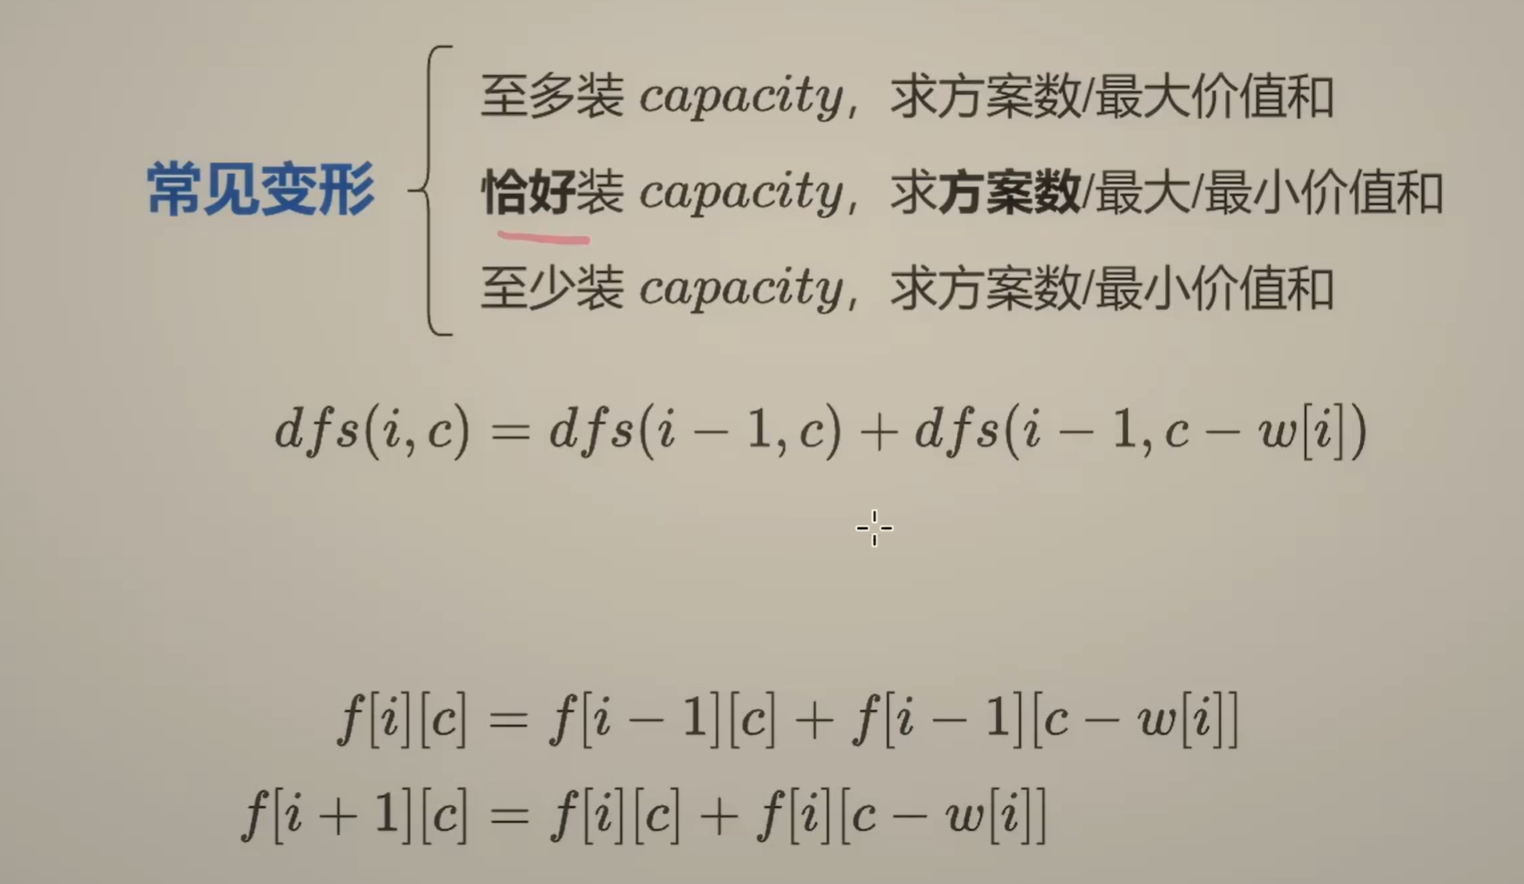 常见变形
至多装 capacity, 求方案数/最大价值和
恰好装 capacity, 求方案数/最大/最小价值和
至少装 capacity, 求方案数/最小价值和
dfs(i, c) = dfs(i − 1, c) + dfs(i − 1, c − w[i])
f[i][c] = f[i − 1][c] + f[i − 1][c − w[i]]
f[i + 1][c] = f[i][c] + f[i][c − w[i]]